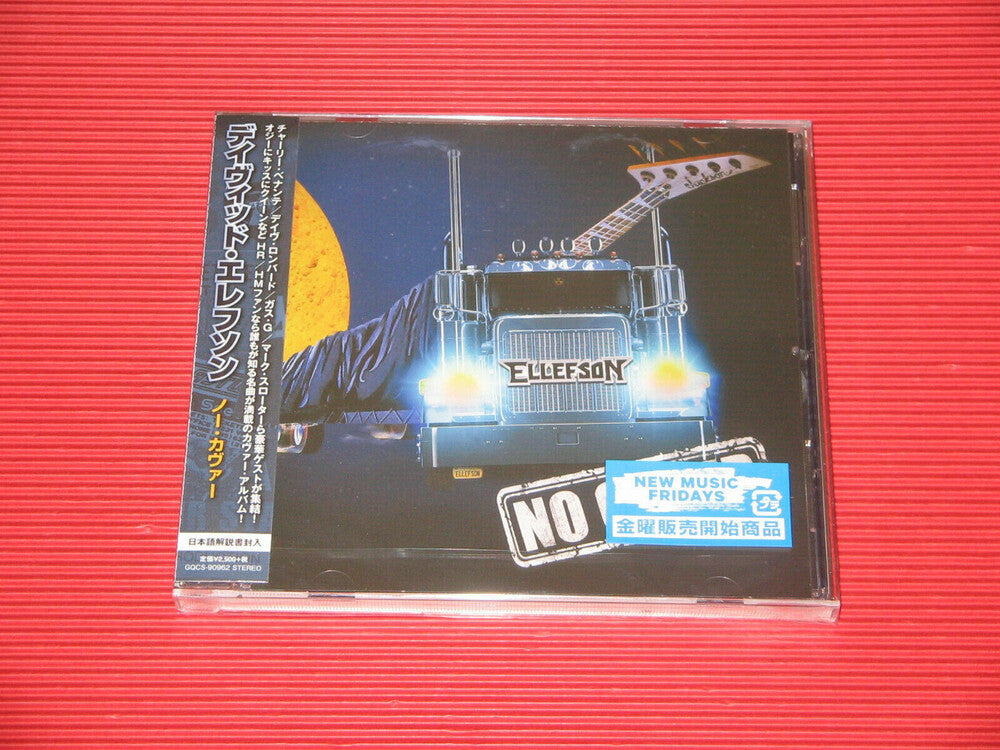 チャーリー・ベナンテ/デイヴ・ロンバード/ガス・G/マーク・スローターら豪華ゲストが集結!
オジーにキッスにクイーンなど HR/HMファンなら誰もが知る名曲が満載のカヴァー・アルバム!
デイヴィッド・エレフソン
ノー・カヴァー
日本語解説書封入
定価¥2,500+税
GQCS-90962 STEREO
Jackson
ELLEFSON
ELLEFSON
NO
NEW MUSIC
FRIDAYS
金曜販売開始商品